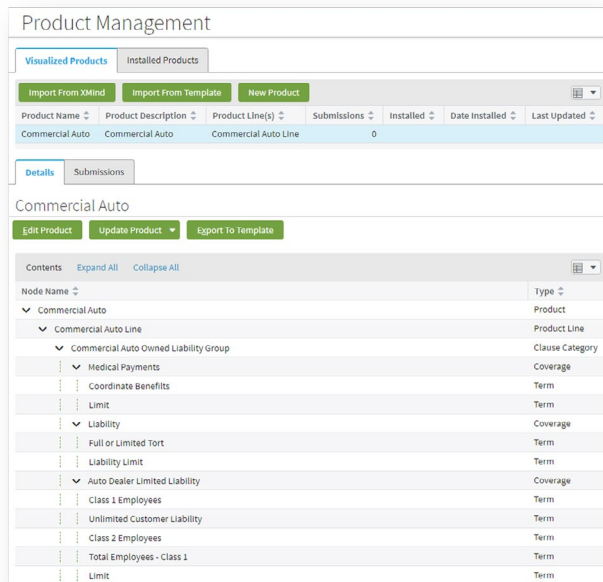 Product Management
Visualized Products Installed Products
Import From XMind Import From Template New Product
Product Name Product Description Product Line(s) Submissions Installed Date Installed Last Updated
Commercial Auto Commercial Auto Commercial Auto Line 0
Details Submissions
Commercial Auto
Edit Product Update Product Export To Template
Contents Expand All Collapse All
Node Name Type
Commercial Auto Product
Commercial Auto Line Product Line
Commercial Auto Owned Liability Group Clause Category
Medical Payments Coverage
Coordinate Benefilts Term
Limit Term
Liability Coverage
Full or Limited Tort Term
Liability Limit Term
Auto Dealer Limited Liability Coverage
Class 1 Employees Term
Unlimited Customer Liability Term
Class 2 Employees Term
Total Employees - Class 1 Term
Limit Term